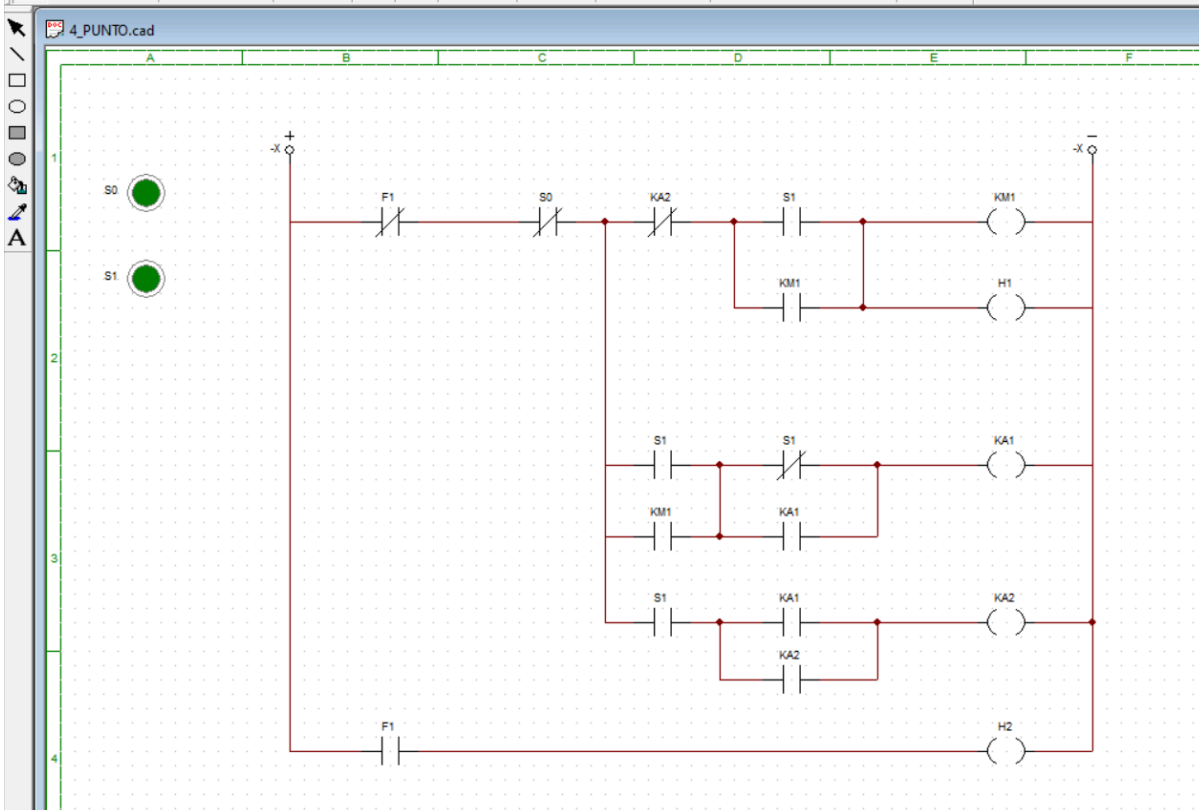 4_PUNTO.cad
A B C D E F
+ −
-X -X
1
S0
F1 S0 KA2 S1 KM1
S1
KM1 H1
2
S1 S1 KA1
KM1 KA1
3
S1 KA1 KA2
KA2
F1 H2
4
A